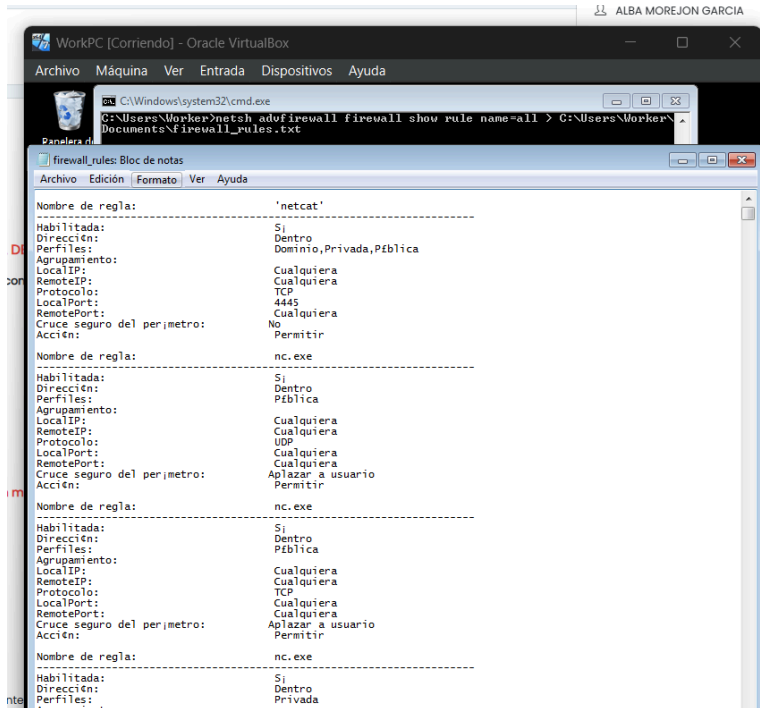 ALBA MOREJON GARCIA
WorkPC [Corriendo] - Oracle VirtualBox
Archivo Máquina Ver Entrada Dispositivos Ayuda
C:\Windows\system32\cmd.exe
C:\Users\Worker>netsh advfirewall firewall show rule name=all > C:\Users\Worker\
Documents\firewall_rules.txt
Papelera d
firewall_rules: Bloc de notas
Archivo Edición Formato Ver Ayuda
Nombre de regla: 'netcat'
----------------------------------------------------------------------
Habilitada: S¡
Direcci¢n: Dentro
Perfiles: Dominio,Privada,P£blica
Agrupamiento:
LocalIP: Cualquiera
RemoteIP: Cualquiera
Protocolo: TCP
LocalPort: 4445
RemotePort: Cualquiera
Cruce seguro del per¡metro: No
Acci¢n: Permitir
Nombre de regla: nc.exe
----------------------------------------------------------------------
Habilitada: S¡
Direcci¢n: Dentro
Perfiles: P£blica
Agrupamiento:
LocalIP: Cualquiera
RemoteIP: Cualquiera
Protocolo: UDP
LocalPort: Cualquiera
RemotePort: Cualquiera
Cruce seguro del per¡metro: Aplazar a usuario
Acci¢n: Permitir
Nombre de regla: nc.exe
----------------------------------------------------------------------
Habilitada: S¡
Direcci¢n: Dentro
Perfiles: P£blica
Agrupamiento:
LocalIP: Cualquiera
RemoteIP: Cualquiera
Protocolo: TCP
LocalPort: Cualquiera
RemotePort: Cualquiera
Cruce seguro del per¡metro: Aplazar a usuario
Acci¢n: Permitir
Nombre de regla: nc.exe
----------------------------------------------------------------------
Habilitada: S¡
Direcci¢n: Dentro
Perfiles: Privada